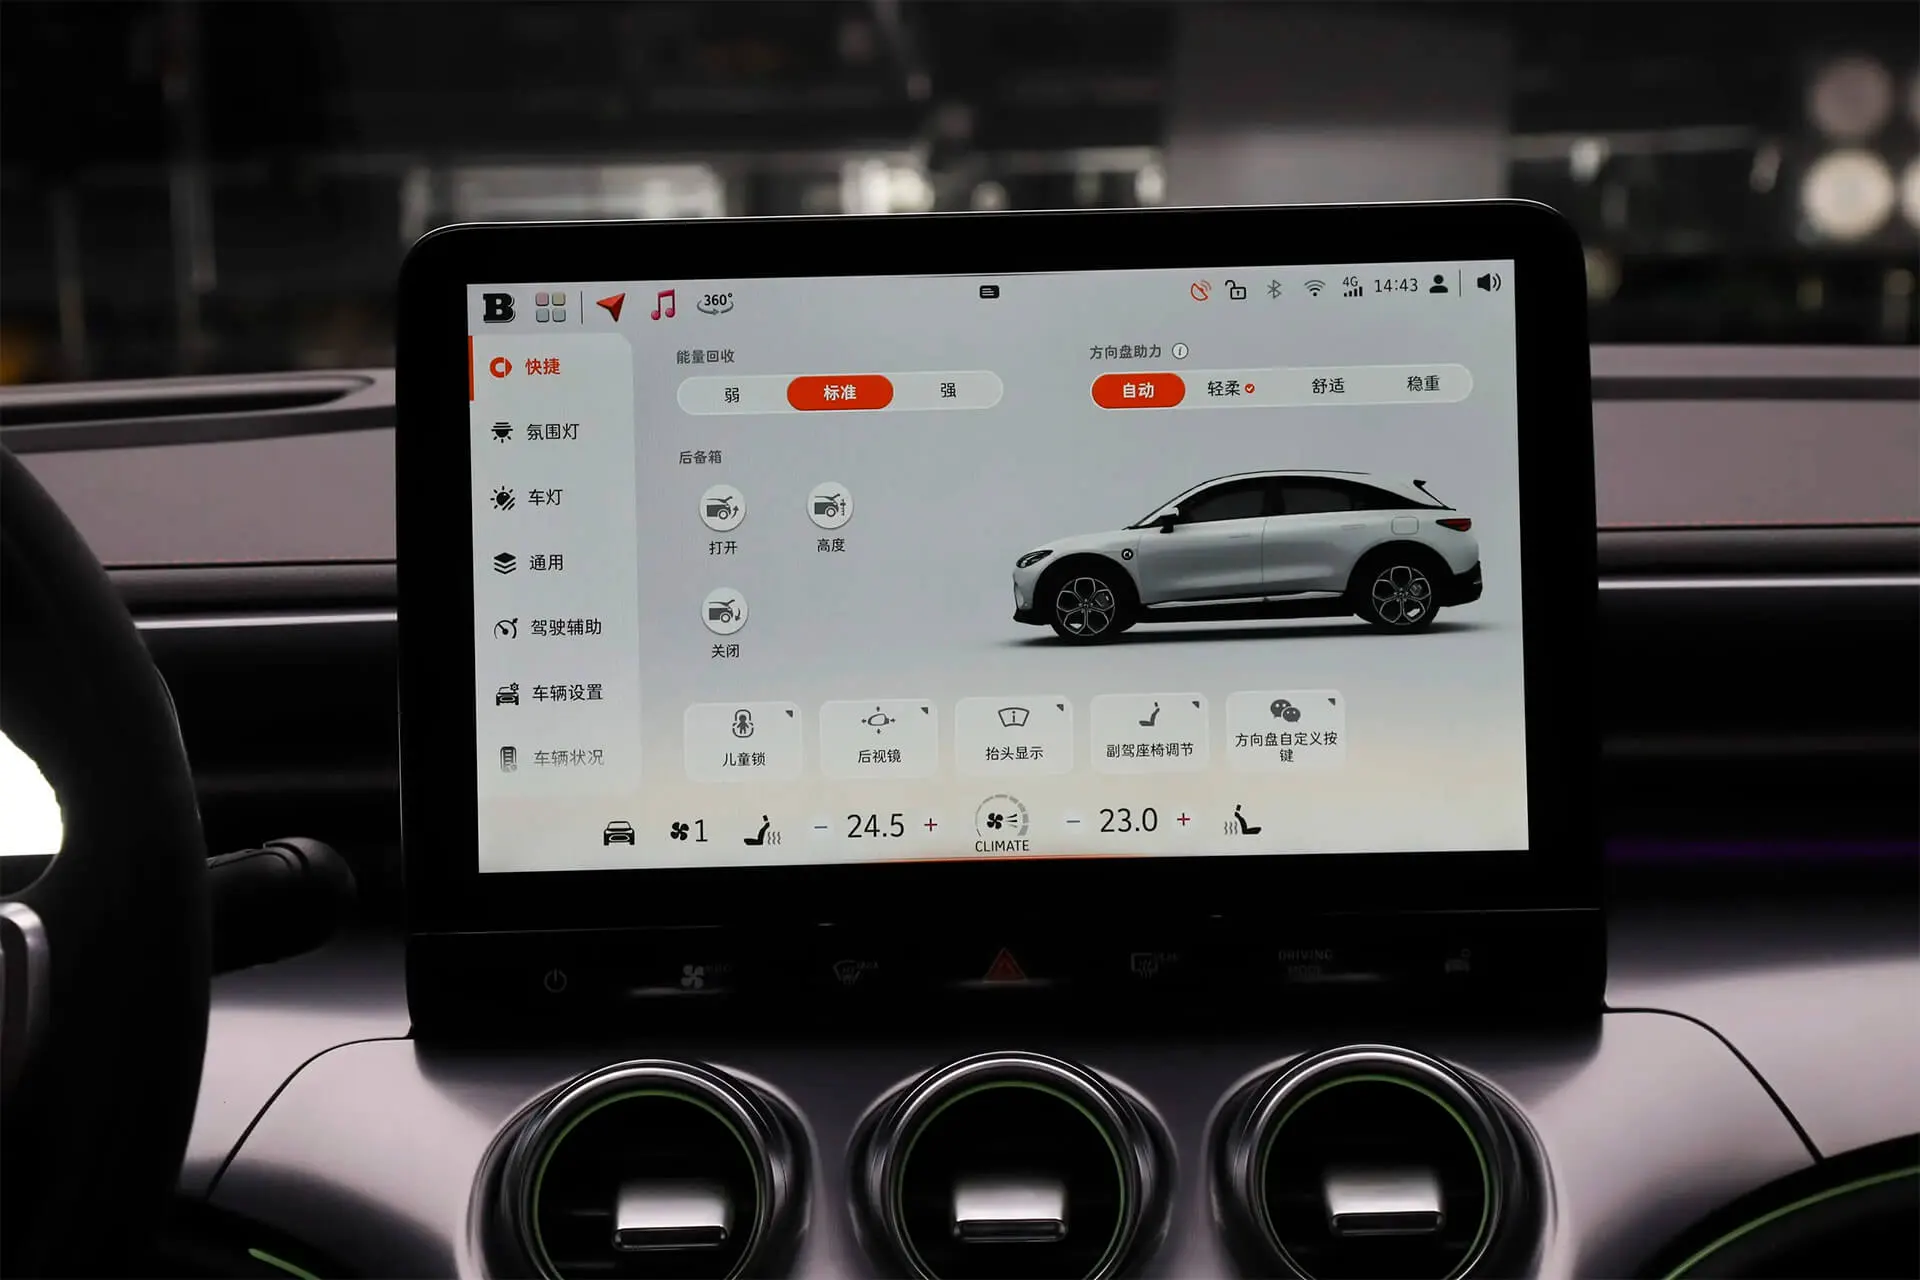 B
360°
4G
14:43
快捷
氛围灯
车灯
通用
驾驶辅助
车辆设置
车辆状况
能量回收
弱 标准 强
方向盘助力
自动 轻柔 舒适 稳重
后备箱
打开 高度
关闭
儿童锁
后视镜
抬头显示
副驾座椅调节
方向盘自定义按
键
1
− 24.5 +
CLIMATE
− 23.0 +
DRIVING
MODE